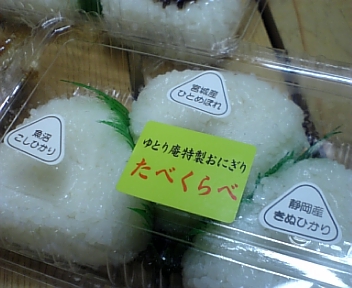 宮城産
ひとめぼれ
魚沼
こしひかり
ゆとり庵特製おにぎり
たべくらべ
静岡産
きぬひかり